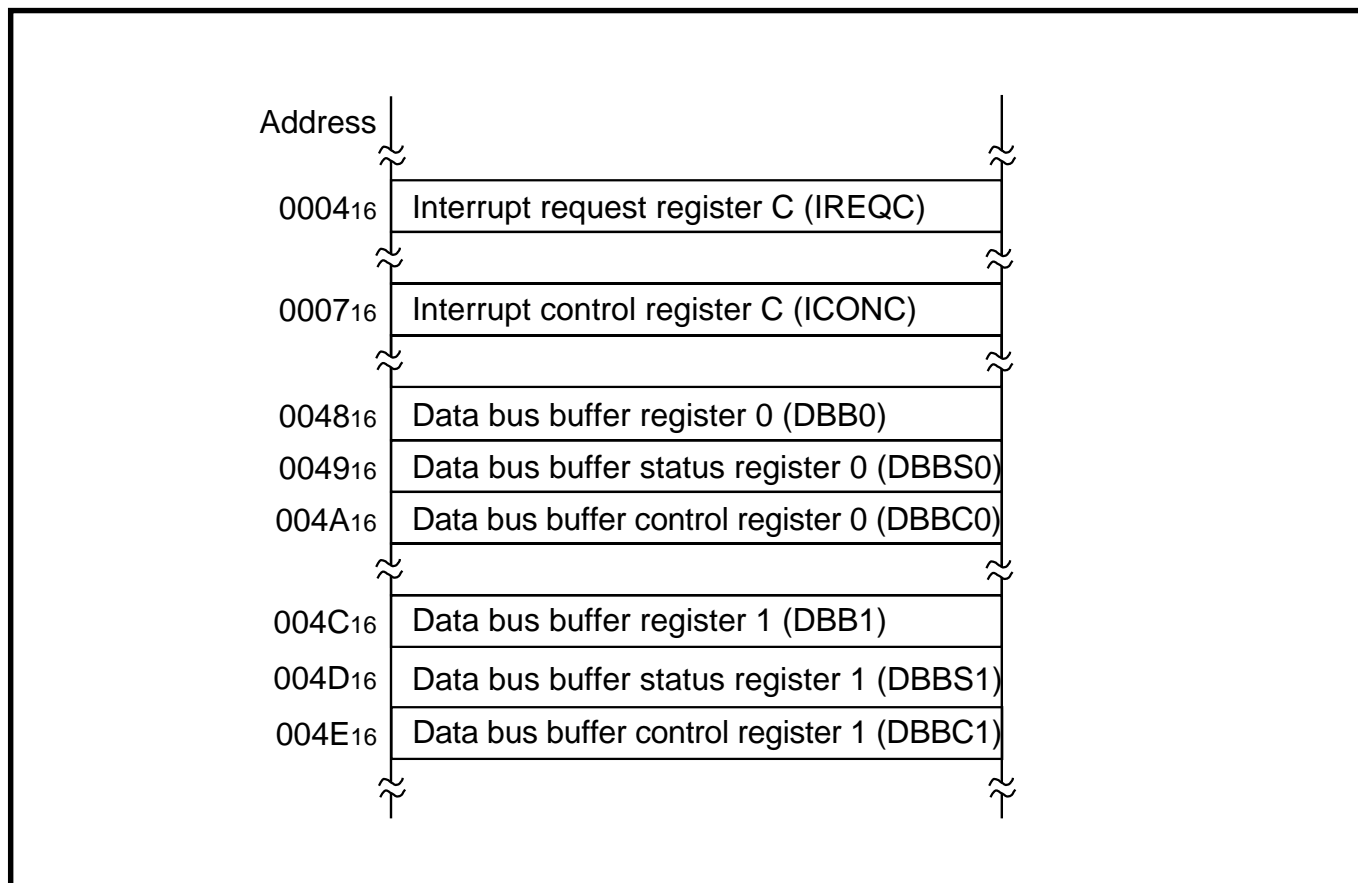 Address
0004₁₆ Interrupt request register C (IREQC)
0007₁₆ Interrupt control register C (ICONC)
0048₁₆ Data bus buffer register 0 (DBB0)
0049₁₆ Data bus buffer status register 0 (DBBS0)
004A₁₆ Data bus buffer control register 0 (DBBC0)
004C₁₆ Data bus buffer register 1 (DBB1)
004D₁₆ Data bus buffer status register 1 (DBBS1)
004E₁₆ Data bus buffer control register 1 (DBBC1)